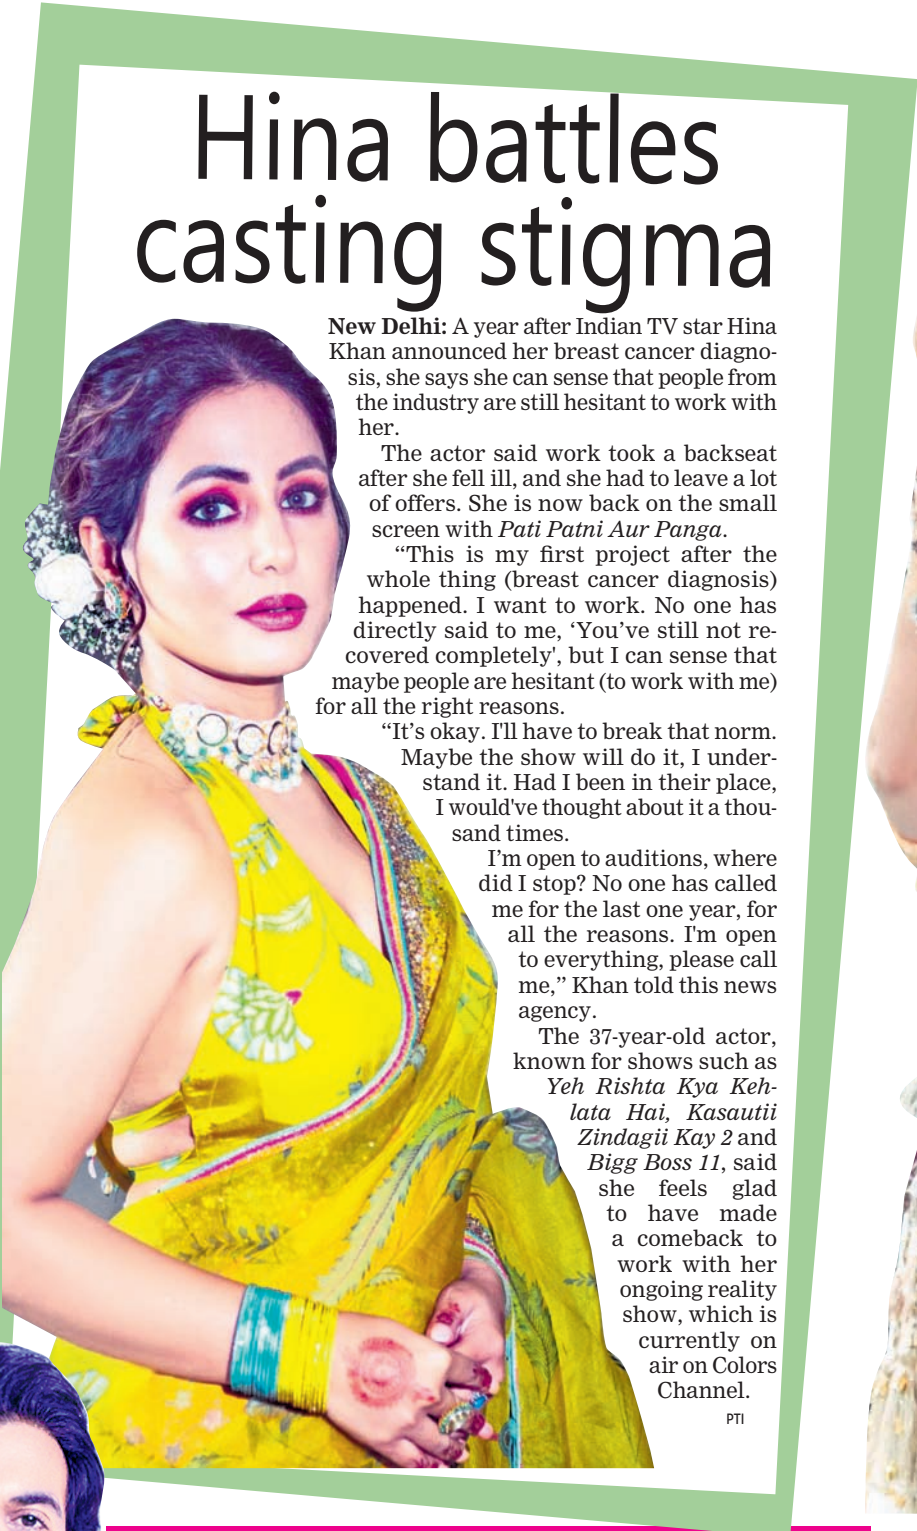 Hina battles
casting stigma
New Delhi: A year after Indian TV star Hina
Khan announced her breast cancer diagno-
sis, she says she can sense that people from
the industry are still hesitant to work with
her.
The actor said work took a backseat
after she fell ill, and she had to leave a lot
of offers. She is now back on the small
screen with Pati Patni Aur Panga.
“This is my first project after the
whole thing (breast cancer diagnosis)
happened. I want to work. No one has
directly said to me, ‘You’ve still not re-
covered completely', but I can sense that
maybe people are hesitant (to work with me)
for all the right reasons.
“It’s okay. I'll have to break that norm.
Maybe the show will do it, I under-
stand it. Had I been in their place,
I would've thought about it a thou-
sand times.
I’m open to auditions, where
did I stop? No one has called
me for the last one year, for
all the reasons. I'm open
to everything, please call
me,” Khan told this news
agency.
The 37-year-old actor,
known for shows such as
Yeh Rishta Kya Keh-
lata Hai, Kasautii
Zindagii Kay 2 and
Bigg Boss 11, said
she feels glad
to have made
a comeback to
work with her
ongoing reality
show, which is
currently on
air on Colors
Channel.
PTI